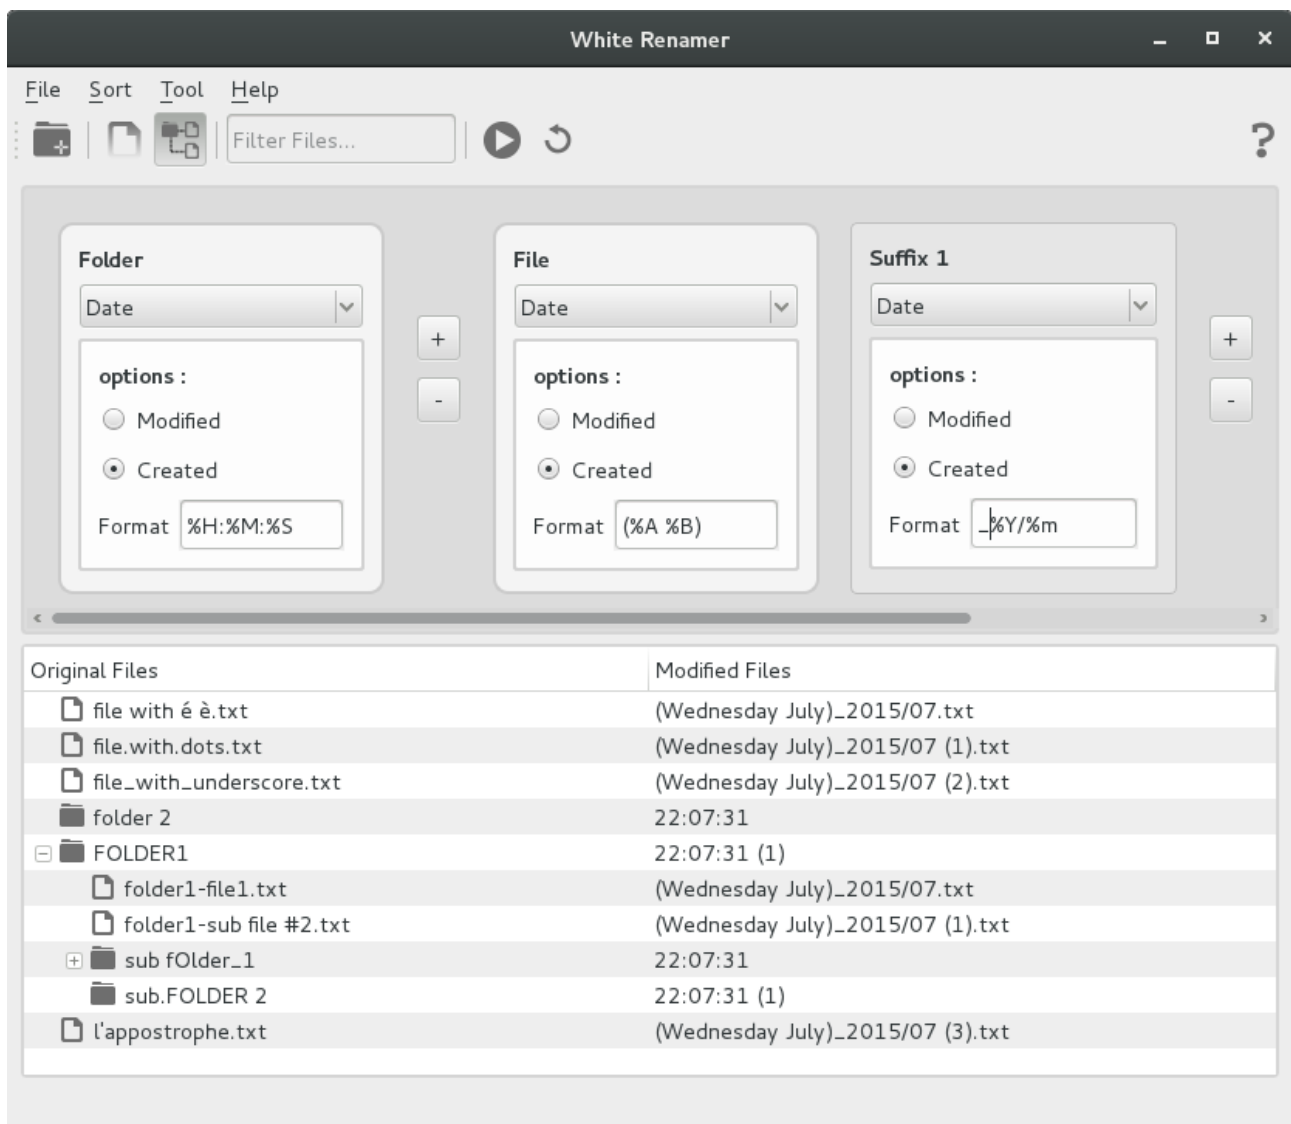 White Renamer
File Sort Tool Help
Filter Files...
?
Folder
Date
options :
Modified
Created
Format %H:%M:%S
+
-
File
Date
options :
Modified
Created
Format (%A %B)
Suffix 1
Date
options :
Modified
Created
Format _%Y/%m
+
-
Original Files Modified Files
file with é è.txt (Wednesday July)_2015/07.txt
file.with.dots.txt (Wednesday July)_2015/07 (1).txt
file_with_underscore.txt (Wednesday July)_2015/07 (2).txt
folder 2 22:07:31
FOLDER1 22:07:31 (1)
folder1-file1.txt (Wednesday July)_2015/07.txt
folder1-sub file #2.txt (Wednesday July)_2015/07 (1).txt
sub fOlder_1 22:07:31
sub.FOLDER 2 22:07:31 (1)
l'appostrophe.txt (Wednesday July)_2015/07 (3).txt